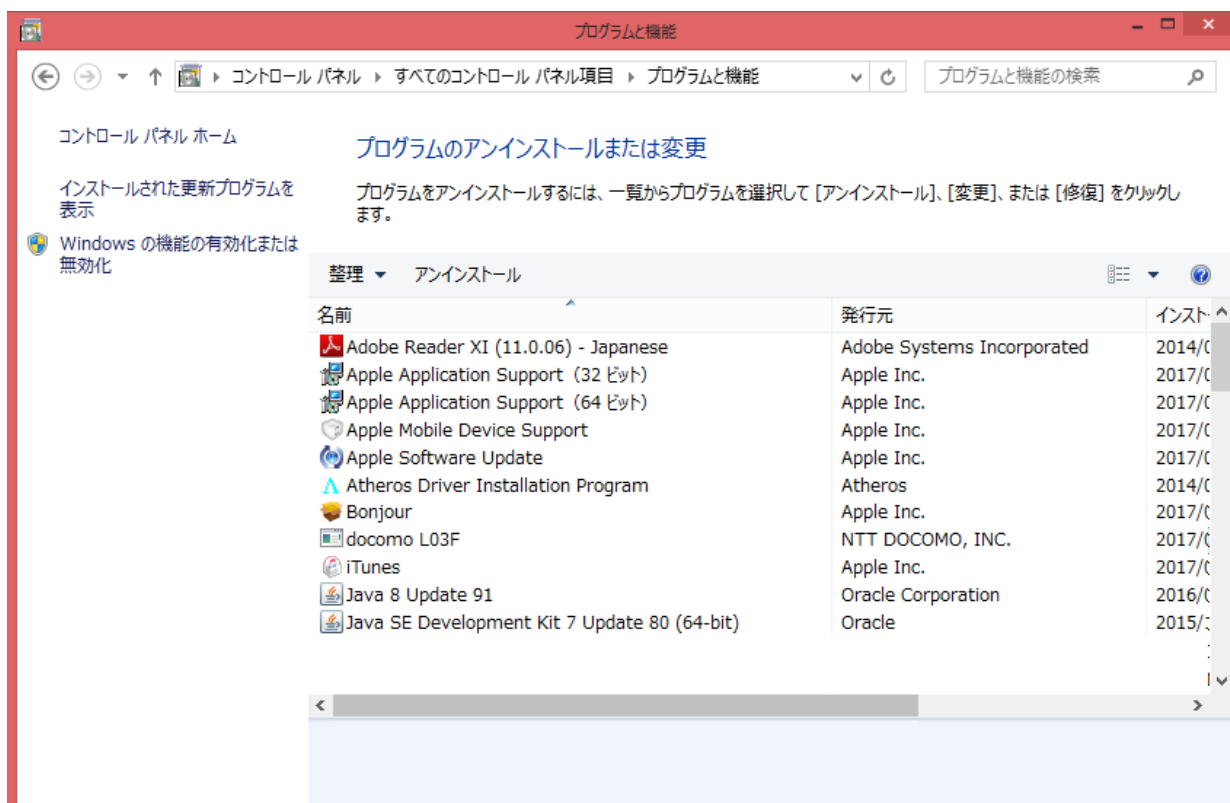 プログラムと機能
コントロール パネル ▸ すべてのコントロール パネル項目 ▸ プログラムと機能
プログラムと機能の検索
コントロール パネル ホーム
インストールされた更新プログラムを
表示
Windows の機能の有効化または
無効化
プログラムのアンインストールまたは変更
プログラムをアンインストールするには、一覧からプログラムを選択して [アンインストール]、[変更]、または [修復] をクリックし
ます。
整理 アンインストール
名前 発行元 インスト
Adobe Reader XI (11.0.06) - Japanese Adobe Systems Incorporated 2014/0
Apple Application Support (32 ビット) Apple Inc. 2017/0
Apple Application Support (64 ビット) Apple Inc. 2017/0
Apple Mobile Device Support Apple Inc. 2017/0
Apple Software Update Apple Inc. 2017/0
Atheros Driver Installation Program Atheros 2014/0
Bonjour Apple Inc. 2017/0
docomo L03F NTT DOCOMO, INC. 2017/0
iTunes Apple Inc. 2017/0
Java 8 Update 91 Oracle Corporation 2016/0
Java SE Development Kit 7 Update 80 (64-bit) Oracle 2015/